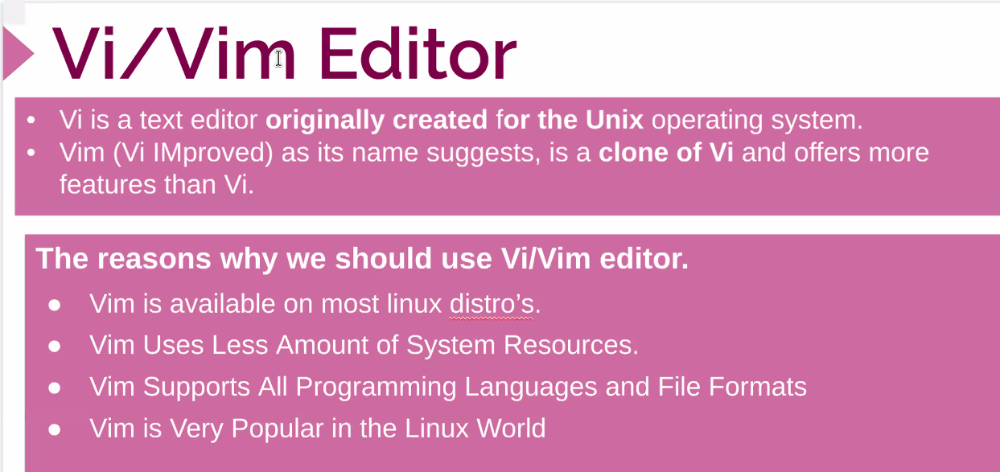 Vi/Vim Editor
• Vi is a text editor originally created for the Unix operating system.
• Vim (Vi IMproved) as its name suggests, is a clone of Vi and offers more
features than Vi.
The reasons why we should use Vi/Vim editor.
● Vim is available on most linux distro’s.
● Vim Uses Less Amount of System Resources.
● Vim Supports All Programming Languages and File Formats
● Vim is Very Popular in the Linux World